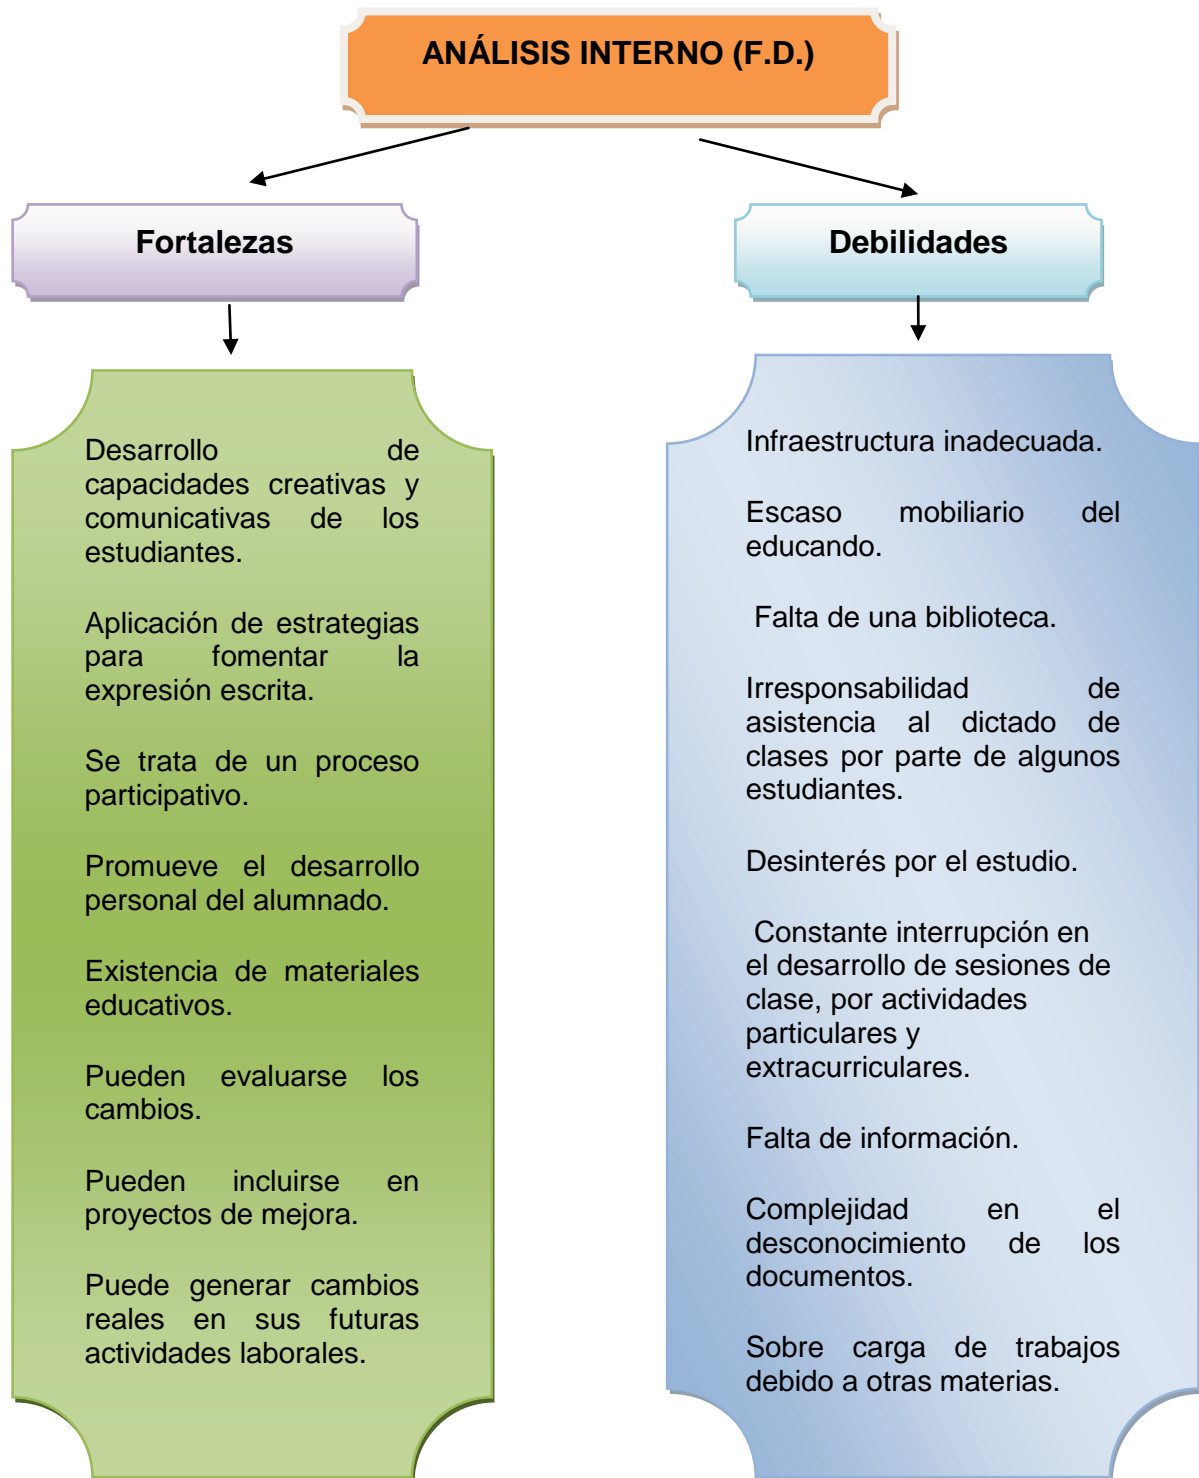 ANÁLISIS INTERNO (F.D.)
Fortalezas
Desarrollo de
capacidades creativas y
comunicativas de los
estudiantes.
Aplicación de estrategias
para fomentar la
expresión escrita.
Se trata de un proceso
participativo.
Promueve el desarrollo
personal del alumnado.
Existencia de materiales
educativos.
Pueden evaluarse los
cambios.
Pueden incluirse en
proyectos de mejora.
Puede generar cambios
reales en sus futuras
actividades laborales.
Debilidades
Infraestructura inadecuada.
Escaso mobiliario del
educando.
Falta de una biblioteca.
Irresponsabilidad de
asistencia al dictado de
clases por parte de algunos
estudiantes.
Desinterés por el estudio.
Constante interrupción en
el desarrollo de sesiones de
clase, por actividades
particulares y
extracurriculares.
Falta de información.
Complejidad en el
desconocimiento de los
documentos.
Sobre carga de trabajos
debido a otras materias.